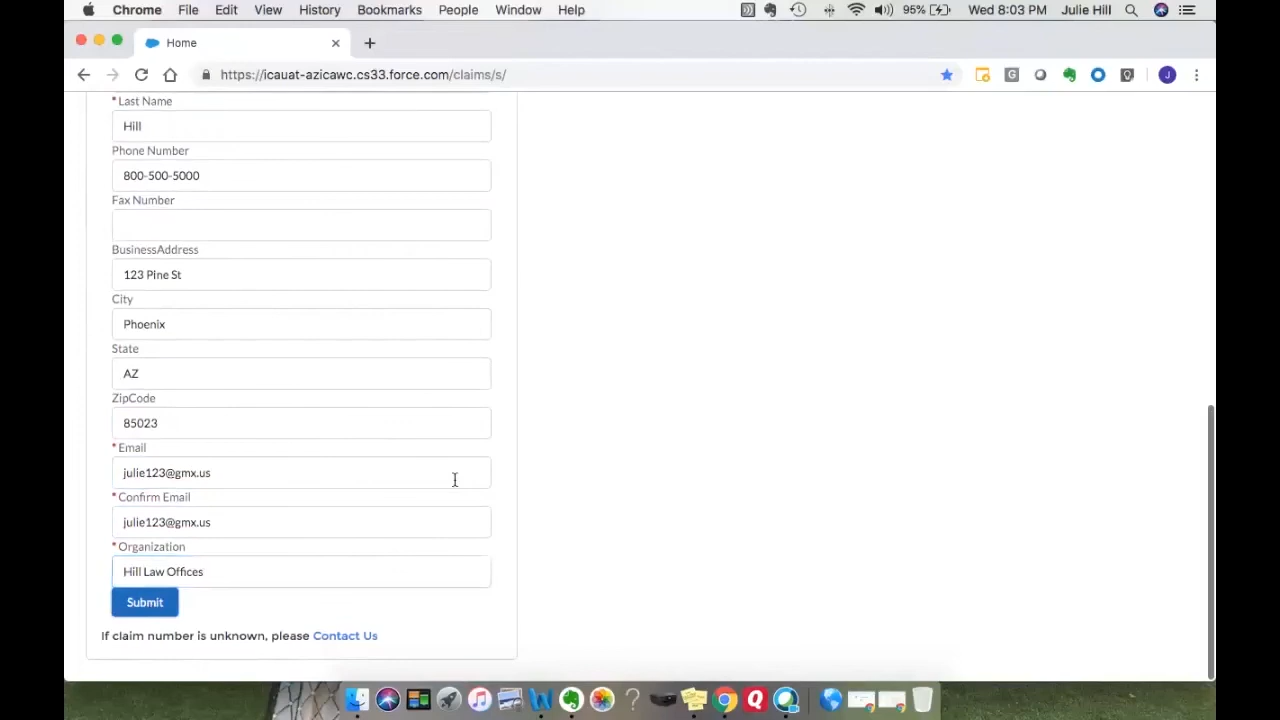 Chrome File Edit View History Bookmarks People Window Help 95% Wed 8:03 PM Julie Hill
Home
https://icauat-azicawc.cs33.force.com/claims/s/
G
J
* Last Name
Hill
Phone Number
800-500-5000
Fax Number
BusinessAddress
123 Pine St
City
Phoenix
State
AZ
ZipCode
85023
* Email
julie123@gmx.us
* Confirm Email
julie123@gmx.us
* Organization
Hill Law Offices
Submit
If claim number is unknown, please Contact Us